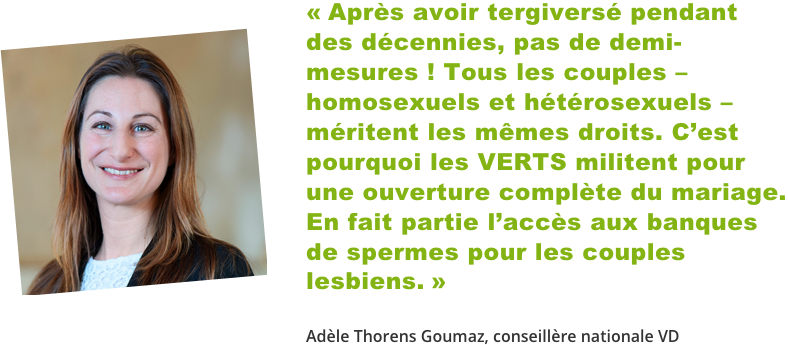 « Après avoir tergiversé pendant
des décennies, pas de demi-
mesures ! Tous les couples –
homosexuels et hétérosexuels –
méritent les mêmes droits. C’est
pourquoi les VERTS militent pour
une ouverture complète du mariage.
En fait partie l’accès aux banques
de spermes pour les couples
lesbiens. »
Adèle Thorens Goumaz, conseillère nationale VD